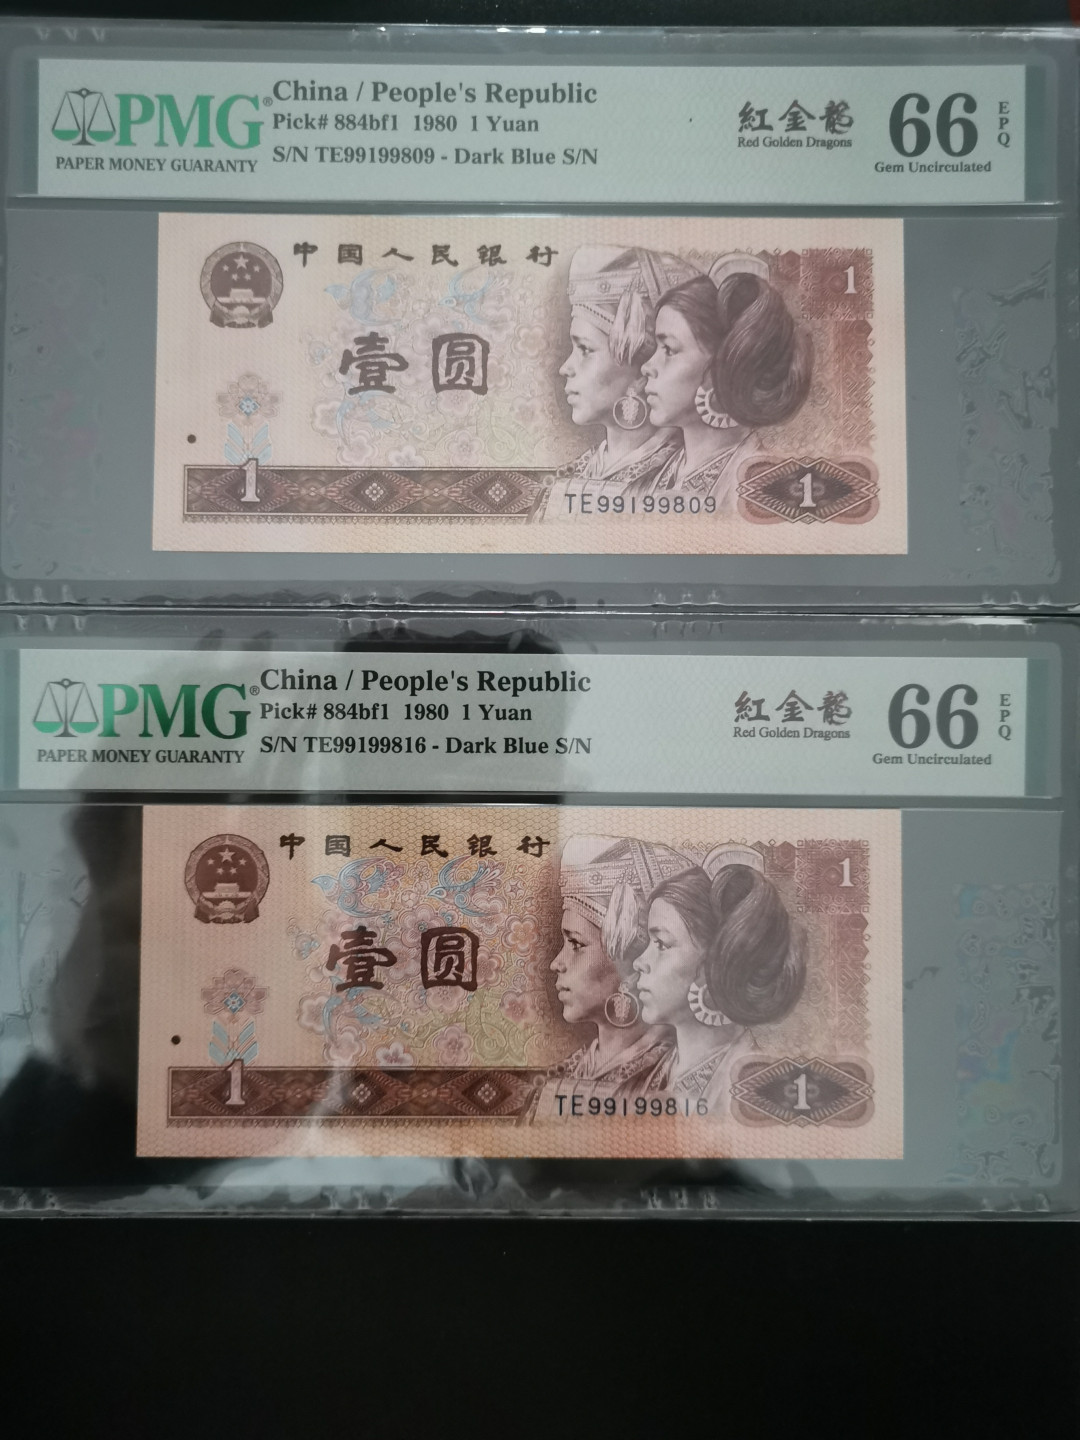 PMG®
PAPER MONEY GUARANTY
China / People's Republic
Pick# 884bf1 1980 1 Yuan
S/N TE99199809 - Dark Blue S/N
紅金龍
Red Golden Dragons
66
EPQ
Gem Uncirculated
中国人民银行
1
壹圆
1
TE99199809
1
PMG®
PAPER MONEY GUARANTY
China / People's Republic
Pick# 884bf1 1980 1 Yuan
S/N TE99199816 - Dark Blue S/N
紅金龍
Red Golden Dragons
66
EPQ
Gem Uncirculated
中国人民银行
1
壹圆
1
TE99199816
1